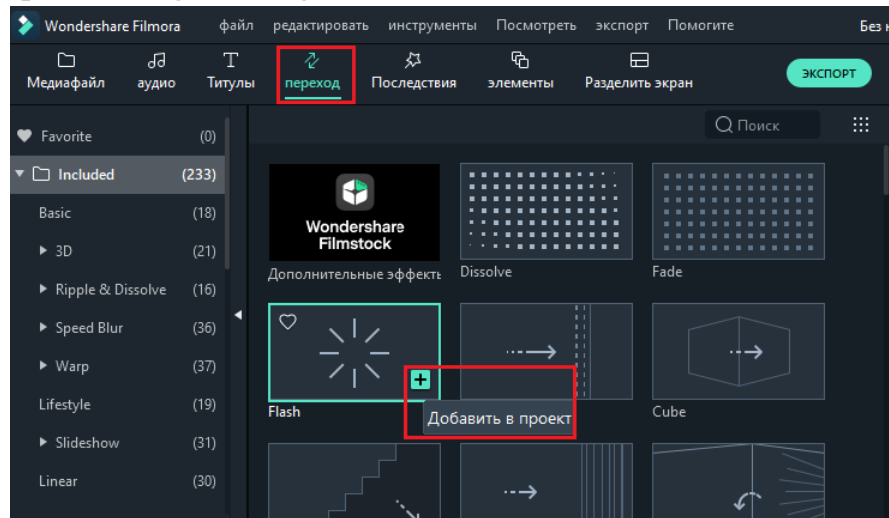 Wondershare Filmora файл редактировать инструменты Посмотреть экспорт Помогите Без
Медиафайл аудио Титулы переход Последствия элементы Разделить экран экспорт
Поиск
Favorite (0)
Included (233)
Basic (18)
3D (21)
Ripple & Dissolve (16)
Speed Blur (36)
Warp (37)
Lifestyle (19)
Slideshow (31)
Linear (30)
Wondershare
Filmstock
Дополнительные эффекть Dissolve Fade
Flash Cube
Добавить в проект